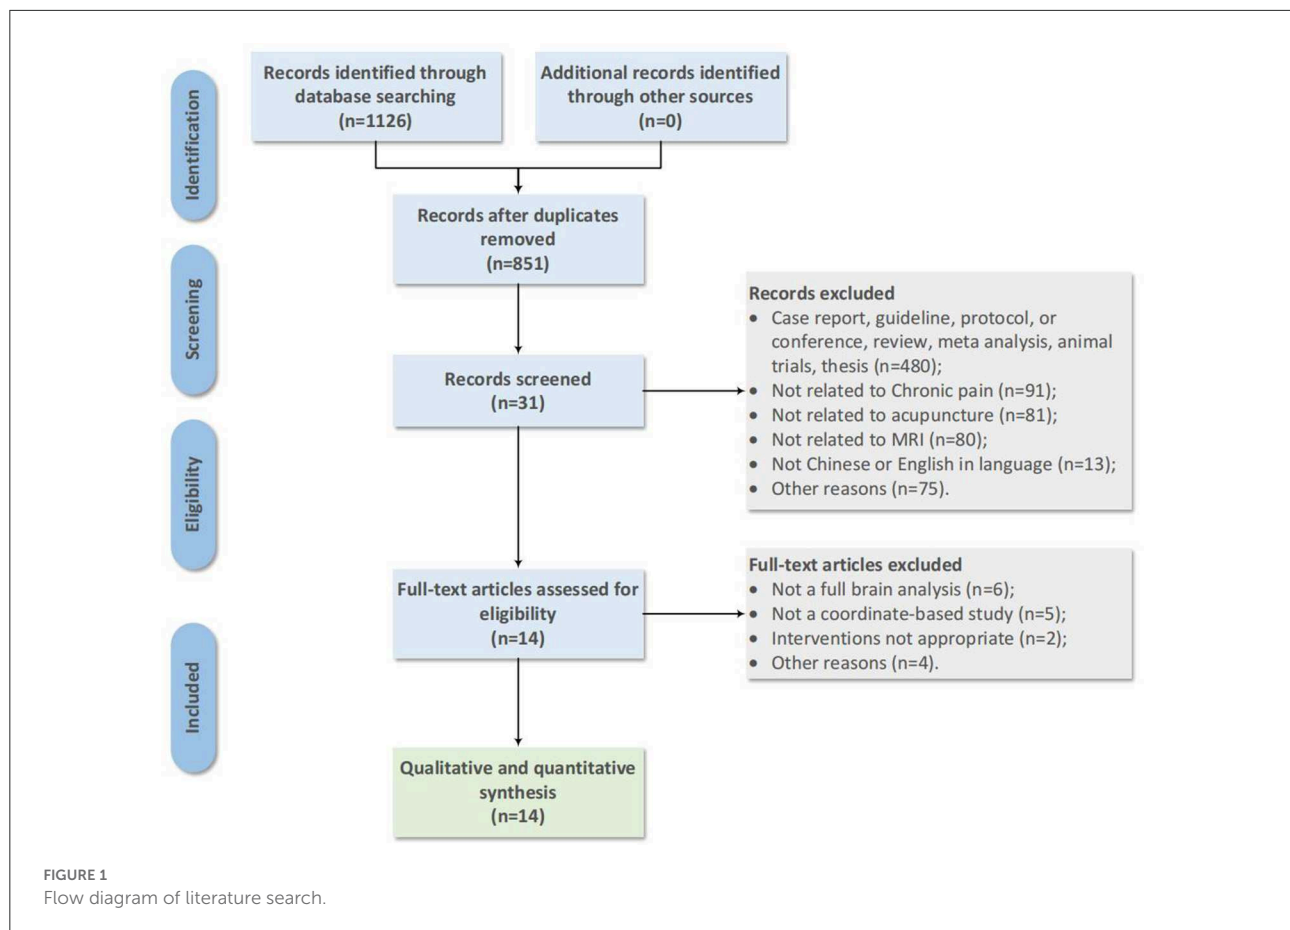 Identification
Screening
Eligibility
Included
Records identified through
database searching
(n=1126)
Additional records identified
through other sources
(n=0)
Records after duplicates
removed
(n=851)
Records screened
(n=31)
Records excluded
• Case report, guideline, protocol, or
conference, review, meta analysis, animal
trials, thesis (n=480);
• Not related to Chronic pain (n=91);
• Not related to acupuncture (n=81);
• Not related to MRI (n=80);
• Not Chinese or English in language (n=13);
• Other reasons (n=75).
Full-text articles assessed for
eligibility
(n=14)
Full-text articles excluded
• Not a full brain analysis (n=6);
• Not a coordinate-based study (n=5);
• Interventions not appropriate (n=2);
• Other reasons (n=4).
Qualitative and quantitative
synthesis
(n=14)
FIGURE 1
Flow diagram of literature search.